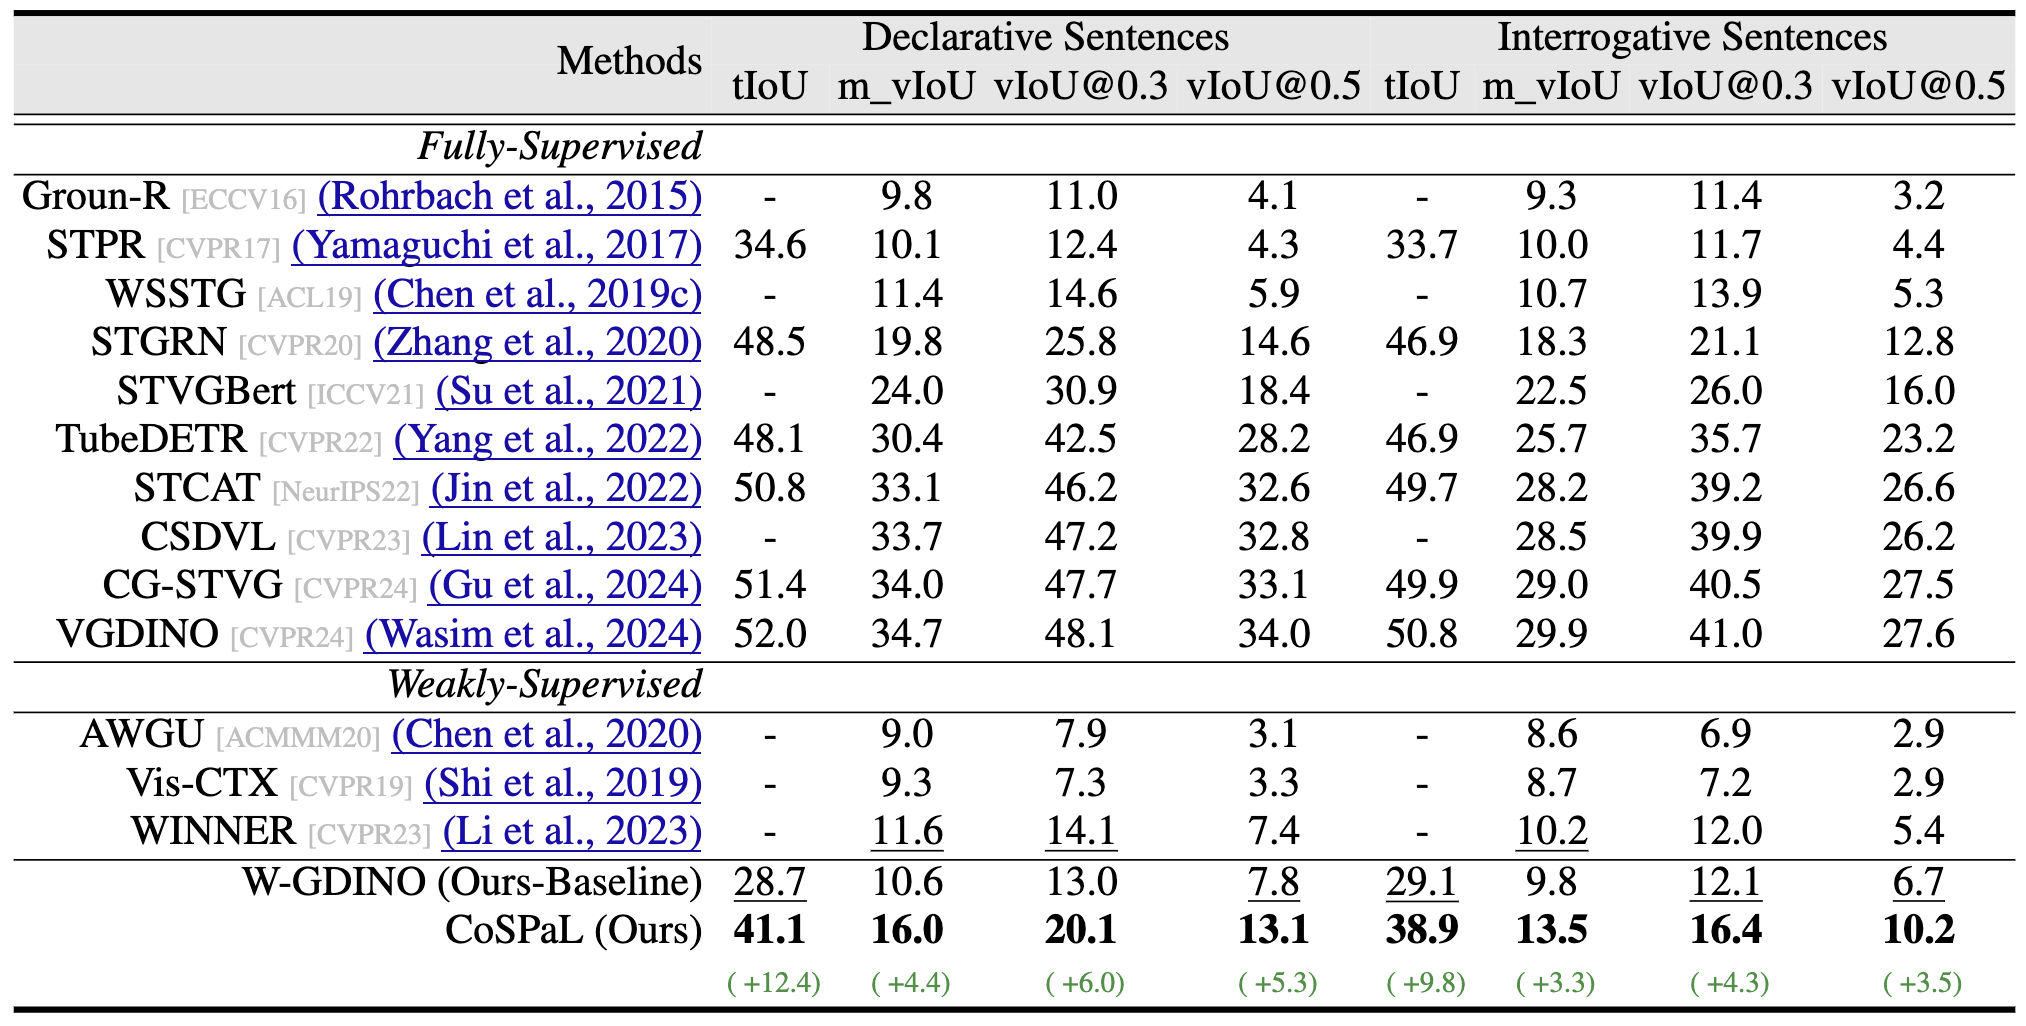 Methods Declarative Sentences Interrogative Sentences
tIoU m_vIoU vIoU@0.3 vIoU@0.5 tIoU m_vIoU vIoU@0.3 vIoU@0.5
Fully-Supervised
Groun-R [ECCV16] (Rohrbach et al., 2015) - 9.8 11.0 4.1 - 9.3 11.4 3.2
STPR [CVPR17] (Yamaguchi et al., 2017) 34.6 10.1 12.4 4.3 33.7 10.0 11.7 4.4
WSSTG [ACL19] (Chen et al., 2019c) - 11.4 14.6 5.9 - 10.7 13.9 5.3
STGRN [CVPR20] (Zhang et al., 2020) 48.5 19.8 25.8 14.6 46.9 18.3 21.1 12.8
STVGBert [ICCV21] (Su et al., 2021) - 24.0 30.9 18.4 - 22.5 26.0 16.0
TubeDETR [CVPR22] (Yang et al., 2022) 48.1 30.4 42.5 28.2 46.9 25.7 35.7 23.2
STCAT [NeurIPS22] (Jin et al., 2022) 50.8 33.1 46.2 32.6 49.7 28.2 39.2 26.6
CSDVL [CVPR23] (Lin et al., 2023) - 33.7 47.2 32.8 - 28.5 39.9 26.2
CG-STVG [CVPR24] (Gu et al., 2024) 51.4 34.0 47.7 33.1 49.9 29.0 40.5 27.5
VGDINO [CVPR24] (Wasim et al., 2024) 52.0 34.7 48.1 34.0 50.8 29.9 41.0 27.6
Weakly-Supervised
AWGU [ACMMM20] (Chen et al., 2020) - 9.0 7.9 3.1 - 8.6 6.9 2.9
Vis-CTX [CVPR19] (Shi et al., 2019) - 9.3 7.3 3.3 - 8.7 7.2 2.9
WINNER [CVPR23] (Li et al., 2023) - 11.6 14.1 7.4 - 10.2 12.0 5.4
W-GDINO (Ours-Baseline) 28.7 10.6 13.0 7.8 29.1 9.8 12.1 6.7
CoSPaL (Ours) 41.1 16.0 20.1 13.1 38.9 13.5 16.4 10.2
( +12.4) ( +4.4) ( +6.0) ( +5.3) ( +9.8) ( +3.3) ( +4.3) ( +3.5)